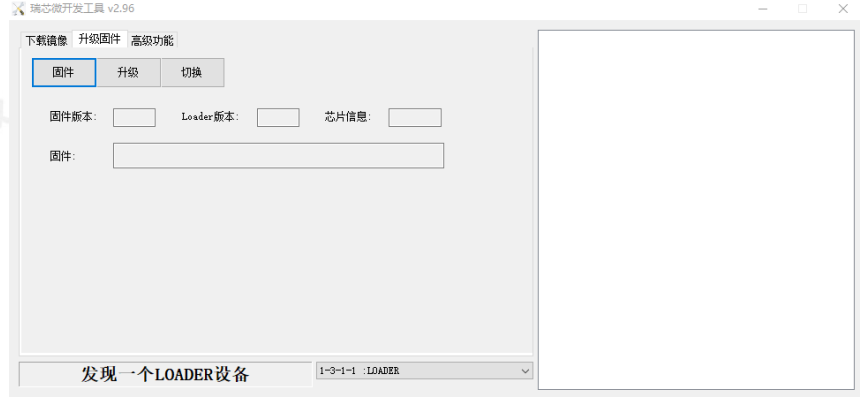 瑞芯微开发工具 v2.96
下载镜像 升级固件 高级功能
固件 升级 切换
固件版本: Loader版本: 芯片信息:
固件:
发现一个LOADER设备 1-3-1-1 :LOADER